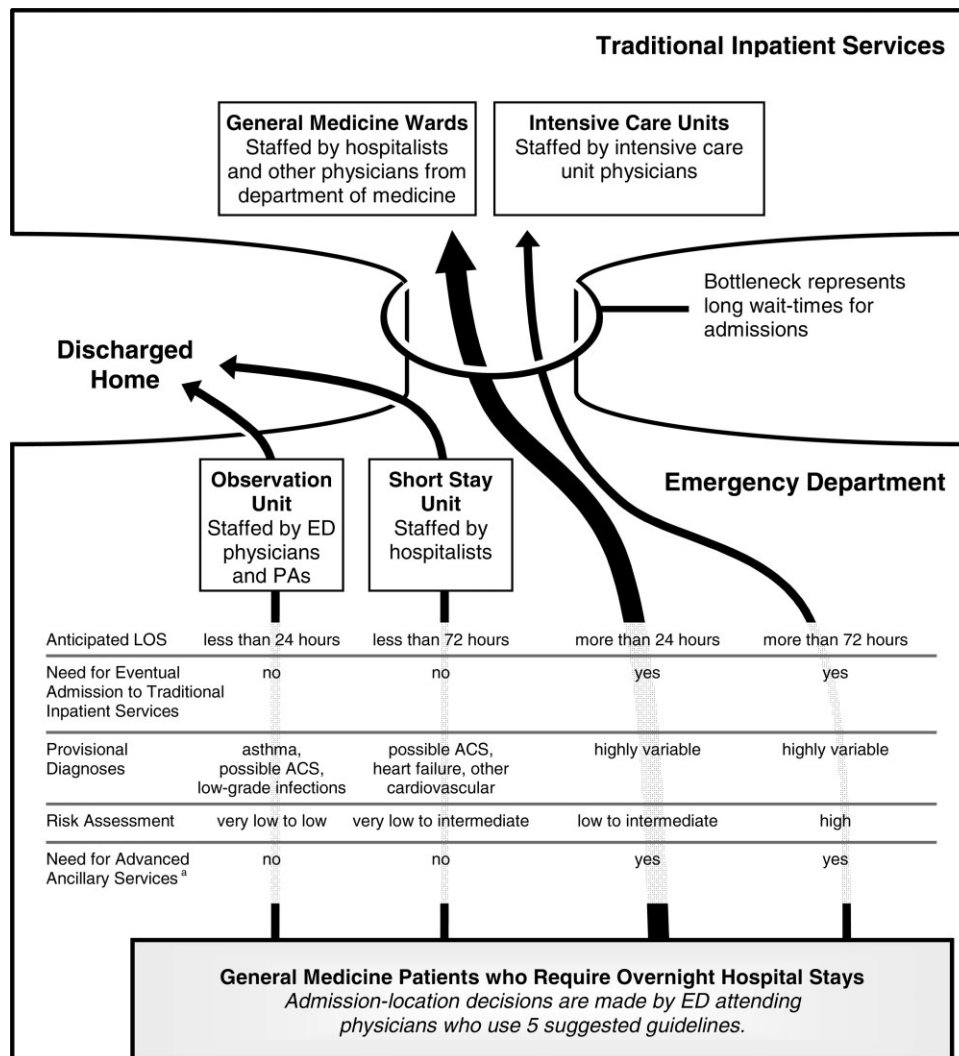 Traditional Inpatient Services
General Medicine Wards
Staffed by hospitalists
and other physicians from
department of medicine
Intensive Care Units
Staffed by intensive care
unit physicians
Bottleneck represents
long wait-times for
admissions
Discharged
Home
Emergency Department
Observation
Unit
Staffed by ED
physicians
and PAs
Short Stay
Unit
Staffed by
hospitalists
Anticipated LOS less than 24 hours less than 72 hours more than 24 hours more than 72 hours
Need for Eventual
Admission to Traditional
Inpatient Services
no no yes yes
Provisional
Diagnoses
asthma,
possible ACS,
low-grade infections
possible ACS,
heart failure, other
cardiovascular
highly variable
highly variable
Risk Assessment very low to low very low to intermediate low to intermediate high
Need for Advanced
Ancillary Services a
no no yes yes
General Medicine Patients who Require Overnight Hospital Stays
Admission-location decisions are made by ED attending
physicians who use 5 suggested guidelines.